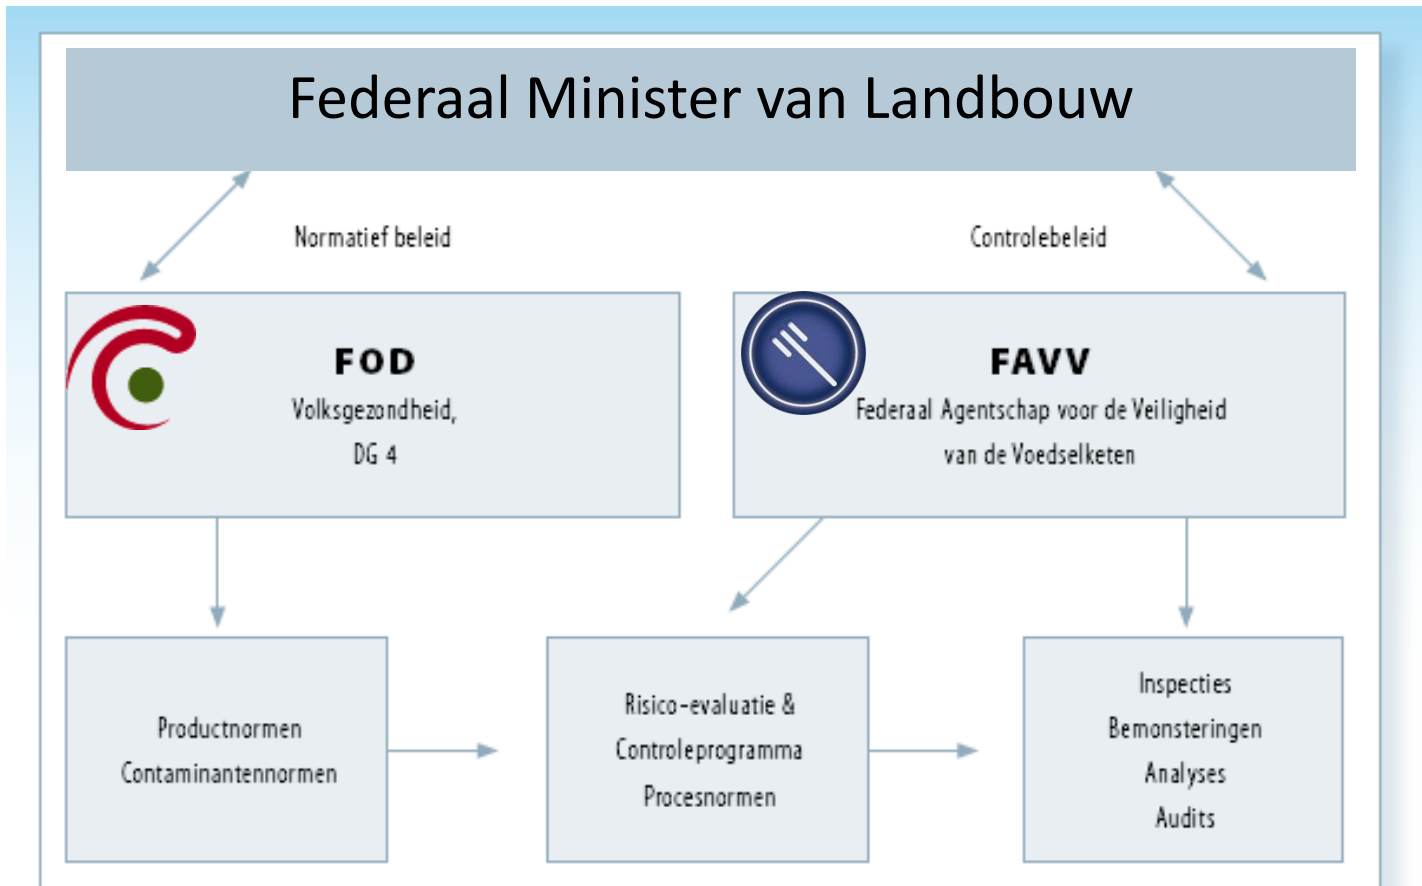 Federaal Minister van Landbouw
Normatief beleid
Controlebeleid
FOD
Volksgezondheid,
DG 4
FAVV
Federaal Agentschap voor de Veiligheid
van de Voedselketen
Productnormen
Contaminantennormen
Risico-evaluatie &
Controleprogramma
Procesnormen
Inspecties
Bemonsteringen
Analyses
Audits